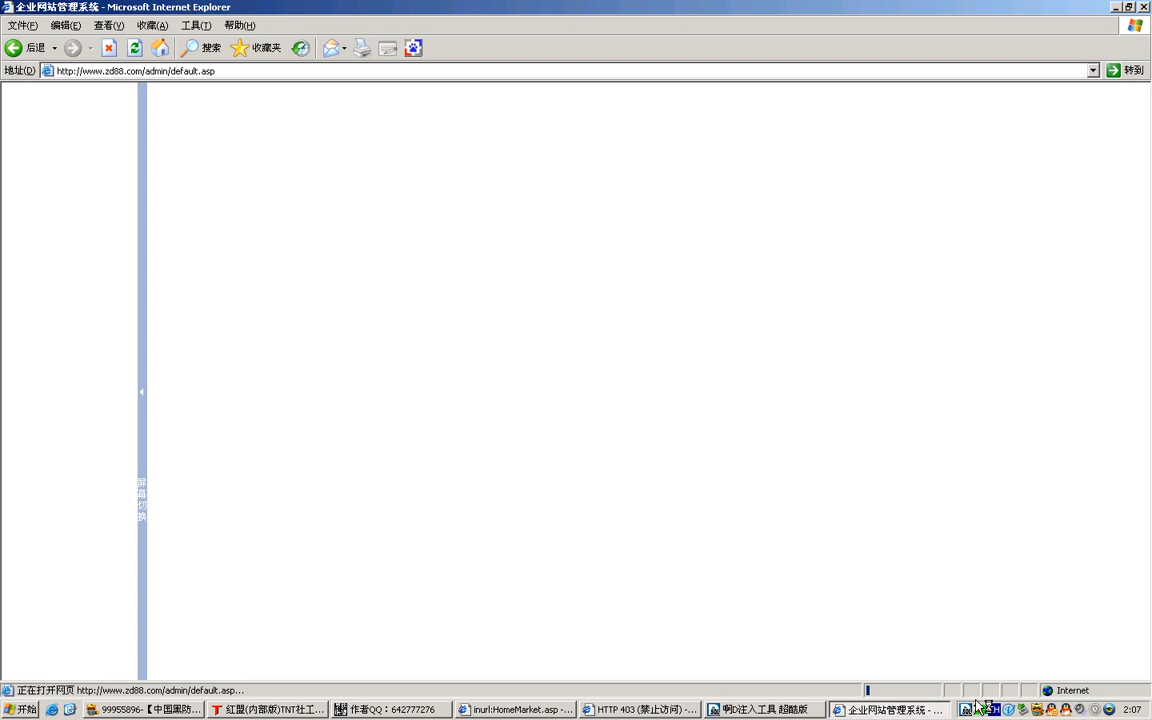 企业网站管理系统 - Microsoft Internet Explorer
文件(F) 编辑(E) 查看(V) 收藏(A) 工具(T) 帮助(H)
后退 搜索 收藏夹
地址(D) http://www.zd88.com/admin/default.asp 转到
屏幕切换
正在打开网页 http://www.zd88.com/admin/default.asp... Internet
开始 99955896-【中国黑防... 红盟(内部版)TNT社工... 作者QQ：642777276 inurl:HomeMarket.asp -... HTTP 403 (禁止访问) -... 啊D注入工具 超酷版 企业网站管理系统 - ... 2:07